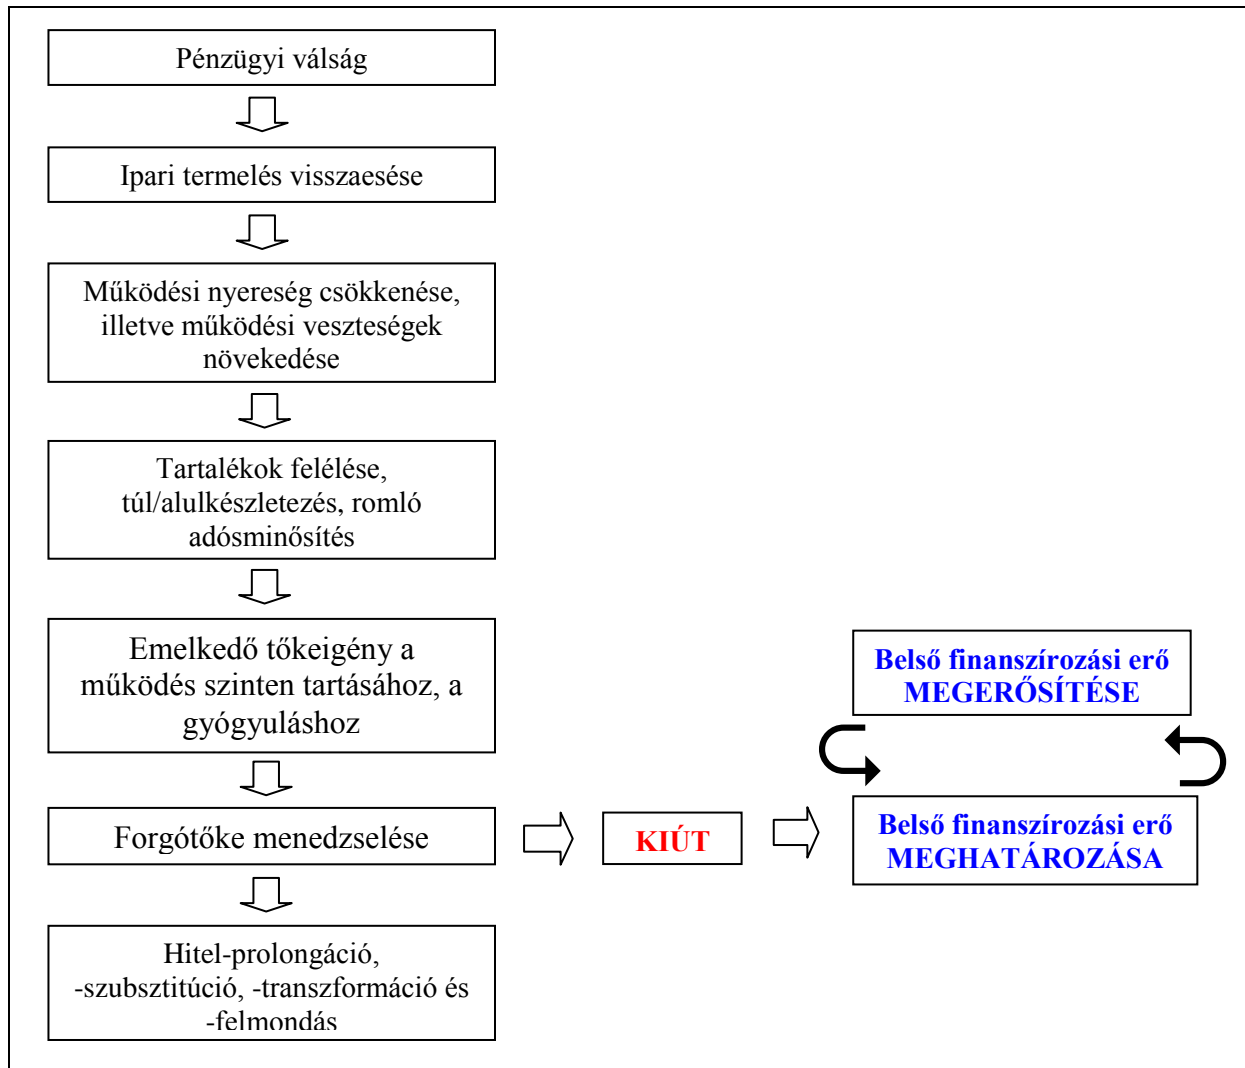 Pénzügyi válság
Ipari termelés visszaesése
Működési nyereség csökkenése,
illetve működési veszteségek
növekedése
Tartalékok felélése,
túl/alulkészletezés, romló
adósminősítés
Emelkedő tőkeigény a
működés szinten tartásához, a
gyógyuláshoz
Forgótőke menedzselése
KIÚT
Belső finanszírozási erő
MEGERŐSÍTÉSE
Belső finanszírozási erő
MEGHATÁROZÁSA
Hitel-prolongáció,
-szubsztitúció, -transzformáció és
-felmondás